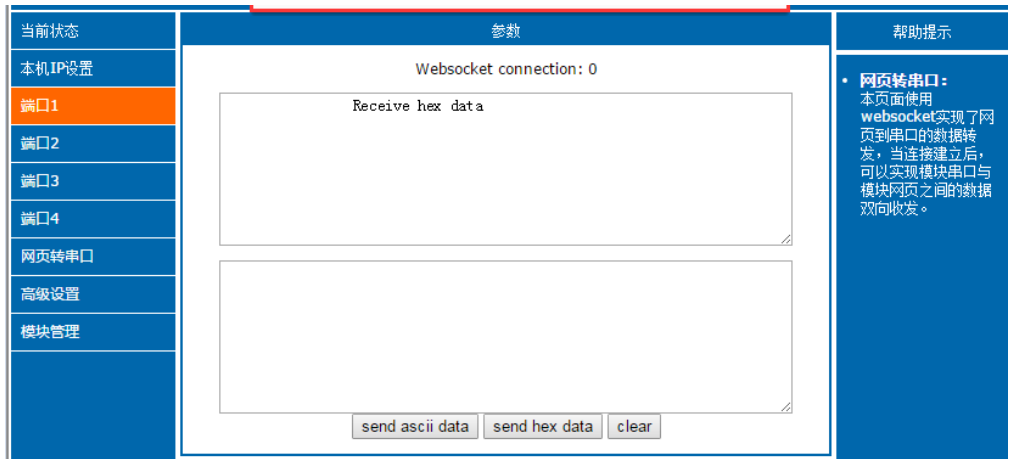 当前状态
本机IP设置
端口1
端口2
端口3
端口4
网页转串口
高级设置
模块管理
参数
Websocket connection: 0
Receive hex data
send ascii data
send hex data
clear
帮助提示
• 网页转串口：
本页面使用
websocket实现了网
页到串口的数据转
发，当连接建立后，
可以实现模块串口与
模块网页之间的数据
双向收发。